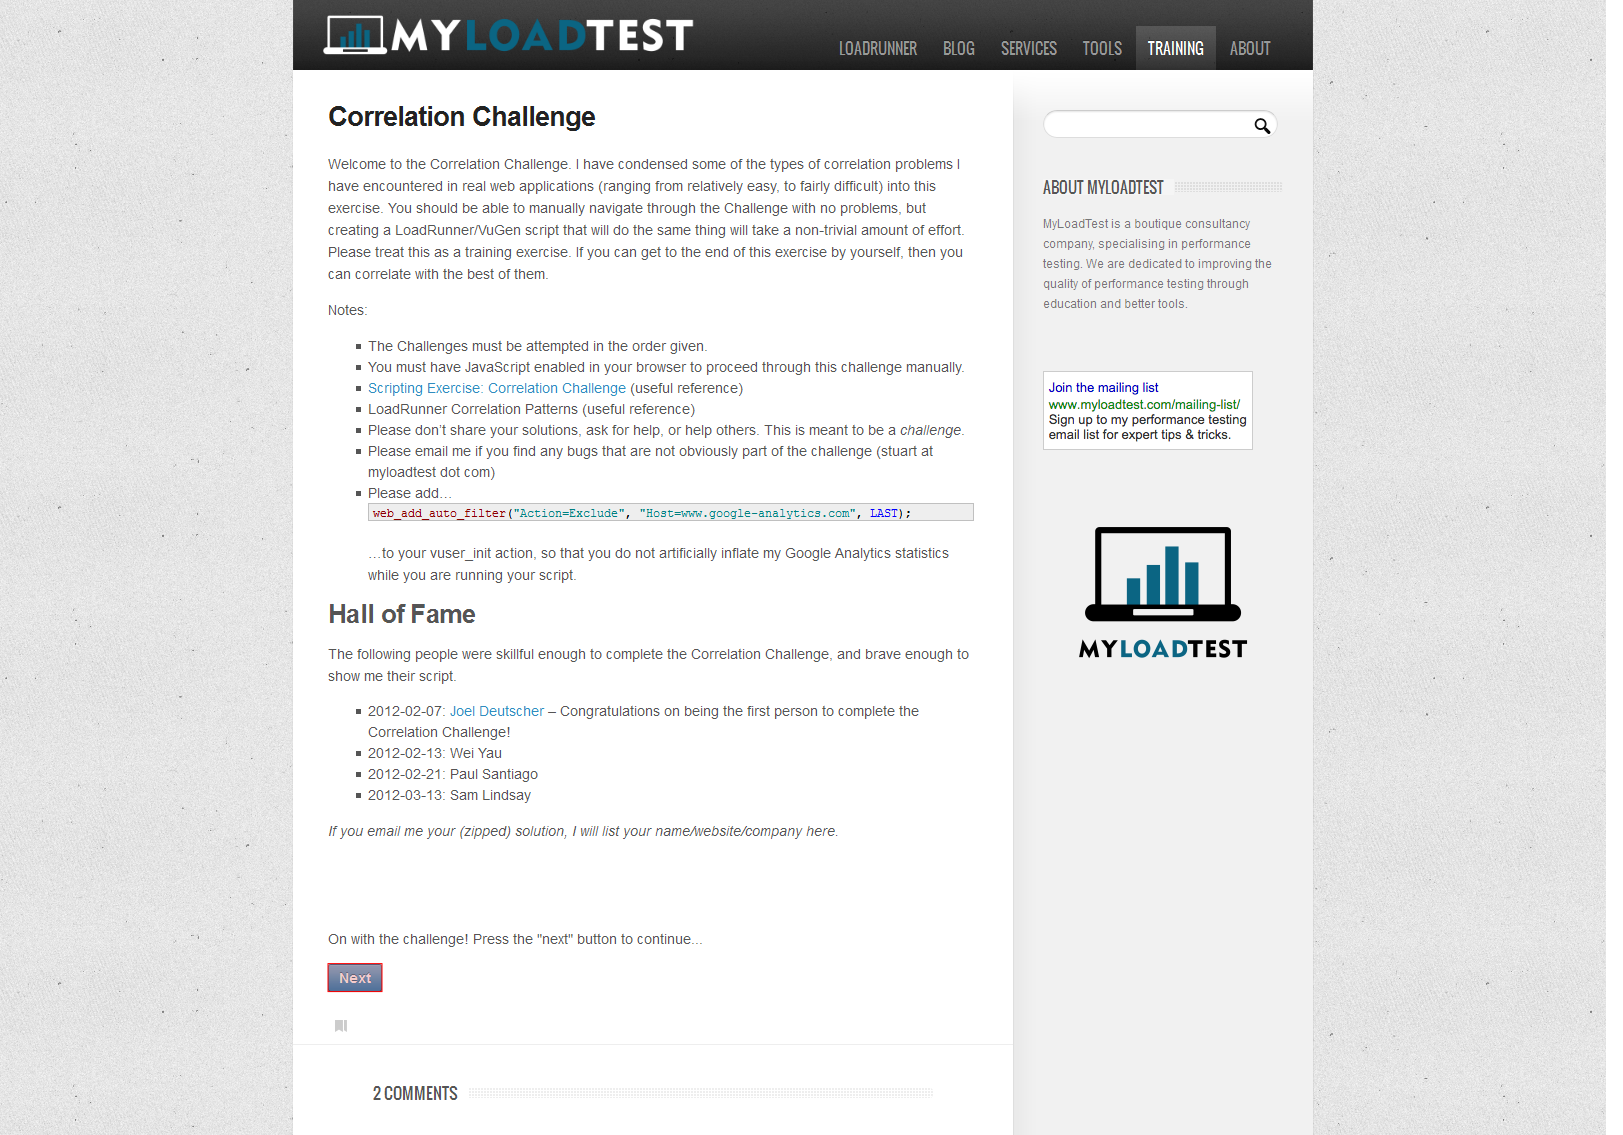 MYLOADTEST
LOADRUNNER BLOG SERVICES TOOLS TRAINING ABOUT
Correlation Challenge
Welcome to the Correlation Challenge. I have condensed some of the types of correlation problems I
have encountered in real web applications (ranging from relatively easy, to fairly difficult) into this
exercise. You should be able to manually navigate through the Challenge with no problems, but
creating a LoadRunner/VuGen script that will do the same thing will take a non-trivial amount of effort.
Please treat this as a training exercise. If you can get to the end of this exercise by yourself, then you
can correlate with the best of them.
Notes:
The Challenges must be attempted in the order given.
You must have JavaScript enabled in your browser to proceed through this challenge manually.
Scripting Exercise: Correlation Challenge (useful reference)
LoadRunner Correlation Patterns (useful reference)
Please don’t share your solutions, ask for help, or help others. This is meant to be a challenge.
Please email me if you find any bugs that are not obviously part of the challenge (stuart at
myloadtest dot com)
Please add…
web_add_auto_filter("Action=Exclude", "Host=www.google-analytics.com", LAST);
…to your vuser_init action, so that you do not artificially inflate my Google Analytics statistics
while you are running your script.
Hall of Fame
The following people were skillful enough to complete the Correlation Challenge, and brave enough to
show me their script.
2012-02-07: Joel Deutscher – Congratulations on being the first person to complete the
Correlation Challenge!
2012-02-13: Wei Yau
2012-02-21: Paul Santiago
2012-03-13: Sam Lindsay
If you email me your (zipped) solution, I will list your name/website/company here.
On with the challenge! Press the "next" button to continue...
Next
2 COMMENTS
ABOUT MYLOADTEST
MyLoadTest is a boutique consultancy
company, specialising in performance
testing. We are dedicated to improving the
quality of performance testing through
education and better tools.
Join the mailing list
www.myloadtest.com/mailing-list/
Sign up to my performance testing
email list for expert tips & tricks.
MYLOADTEST